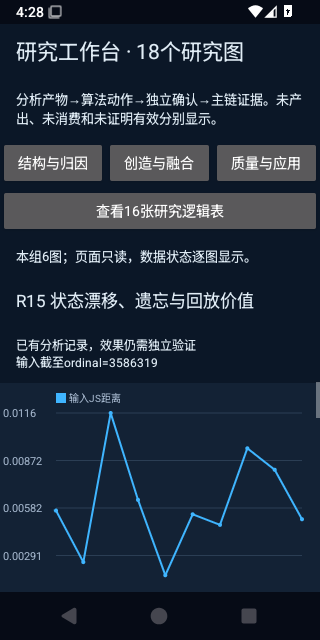 4:28
研究工作台 · 18个研究图
分析产物→算法动作→独立确认→主链证据。未产
出、未消费和未证明有效分别显示。
结构与归因 创造与融合 质量与应用
查看16张研究逻辑表
本组6图；页面只读，数据状态逐图显示。
R15 状态漂移、遗忘与回放价值
已有分析记录，效果仍需独立验证
输入截至ordinal=3586319
输入JS距离
0.0116
0.00872
0.00582
0.00291